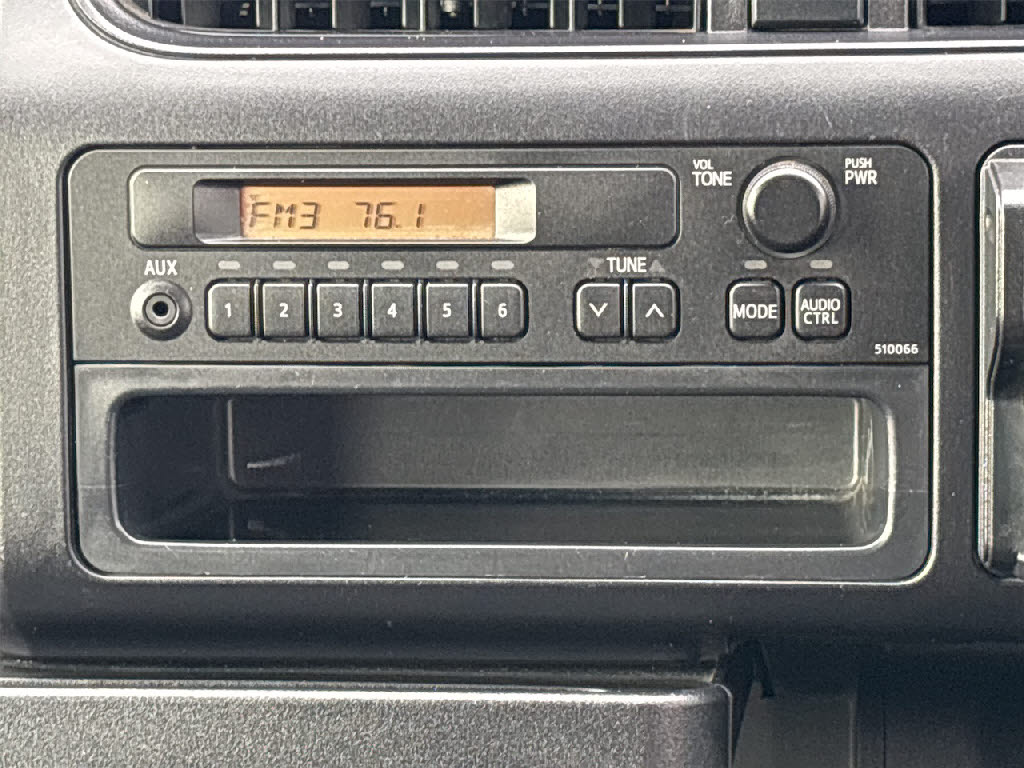 FM3 76.1
VOL
TONE
PUSH
PWR
AUX
1 2 3 4 5 6
TUNE
MODE
AUDIO
CTRL
510066